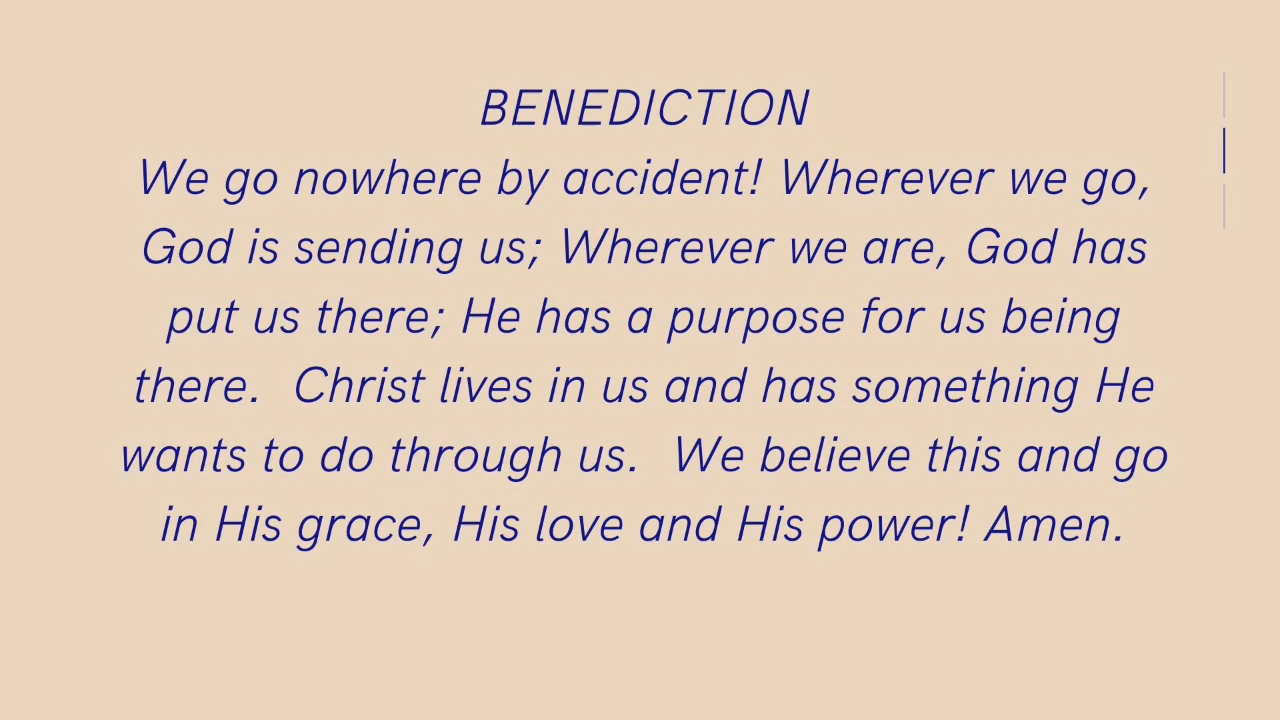 BENEDICTION
We go nowhere by accident! Wherever we go,
God is sending us; Wherever we are, God has
put us there; He has a purpose for us being
there.  Christ lives in us and has something He
wants to do through us.  We believe this and go
in His grace, His love and His power! Amen.